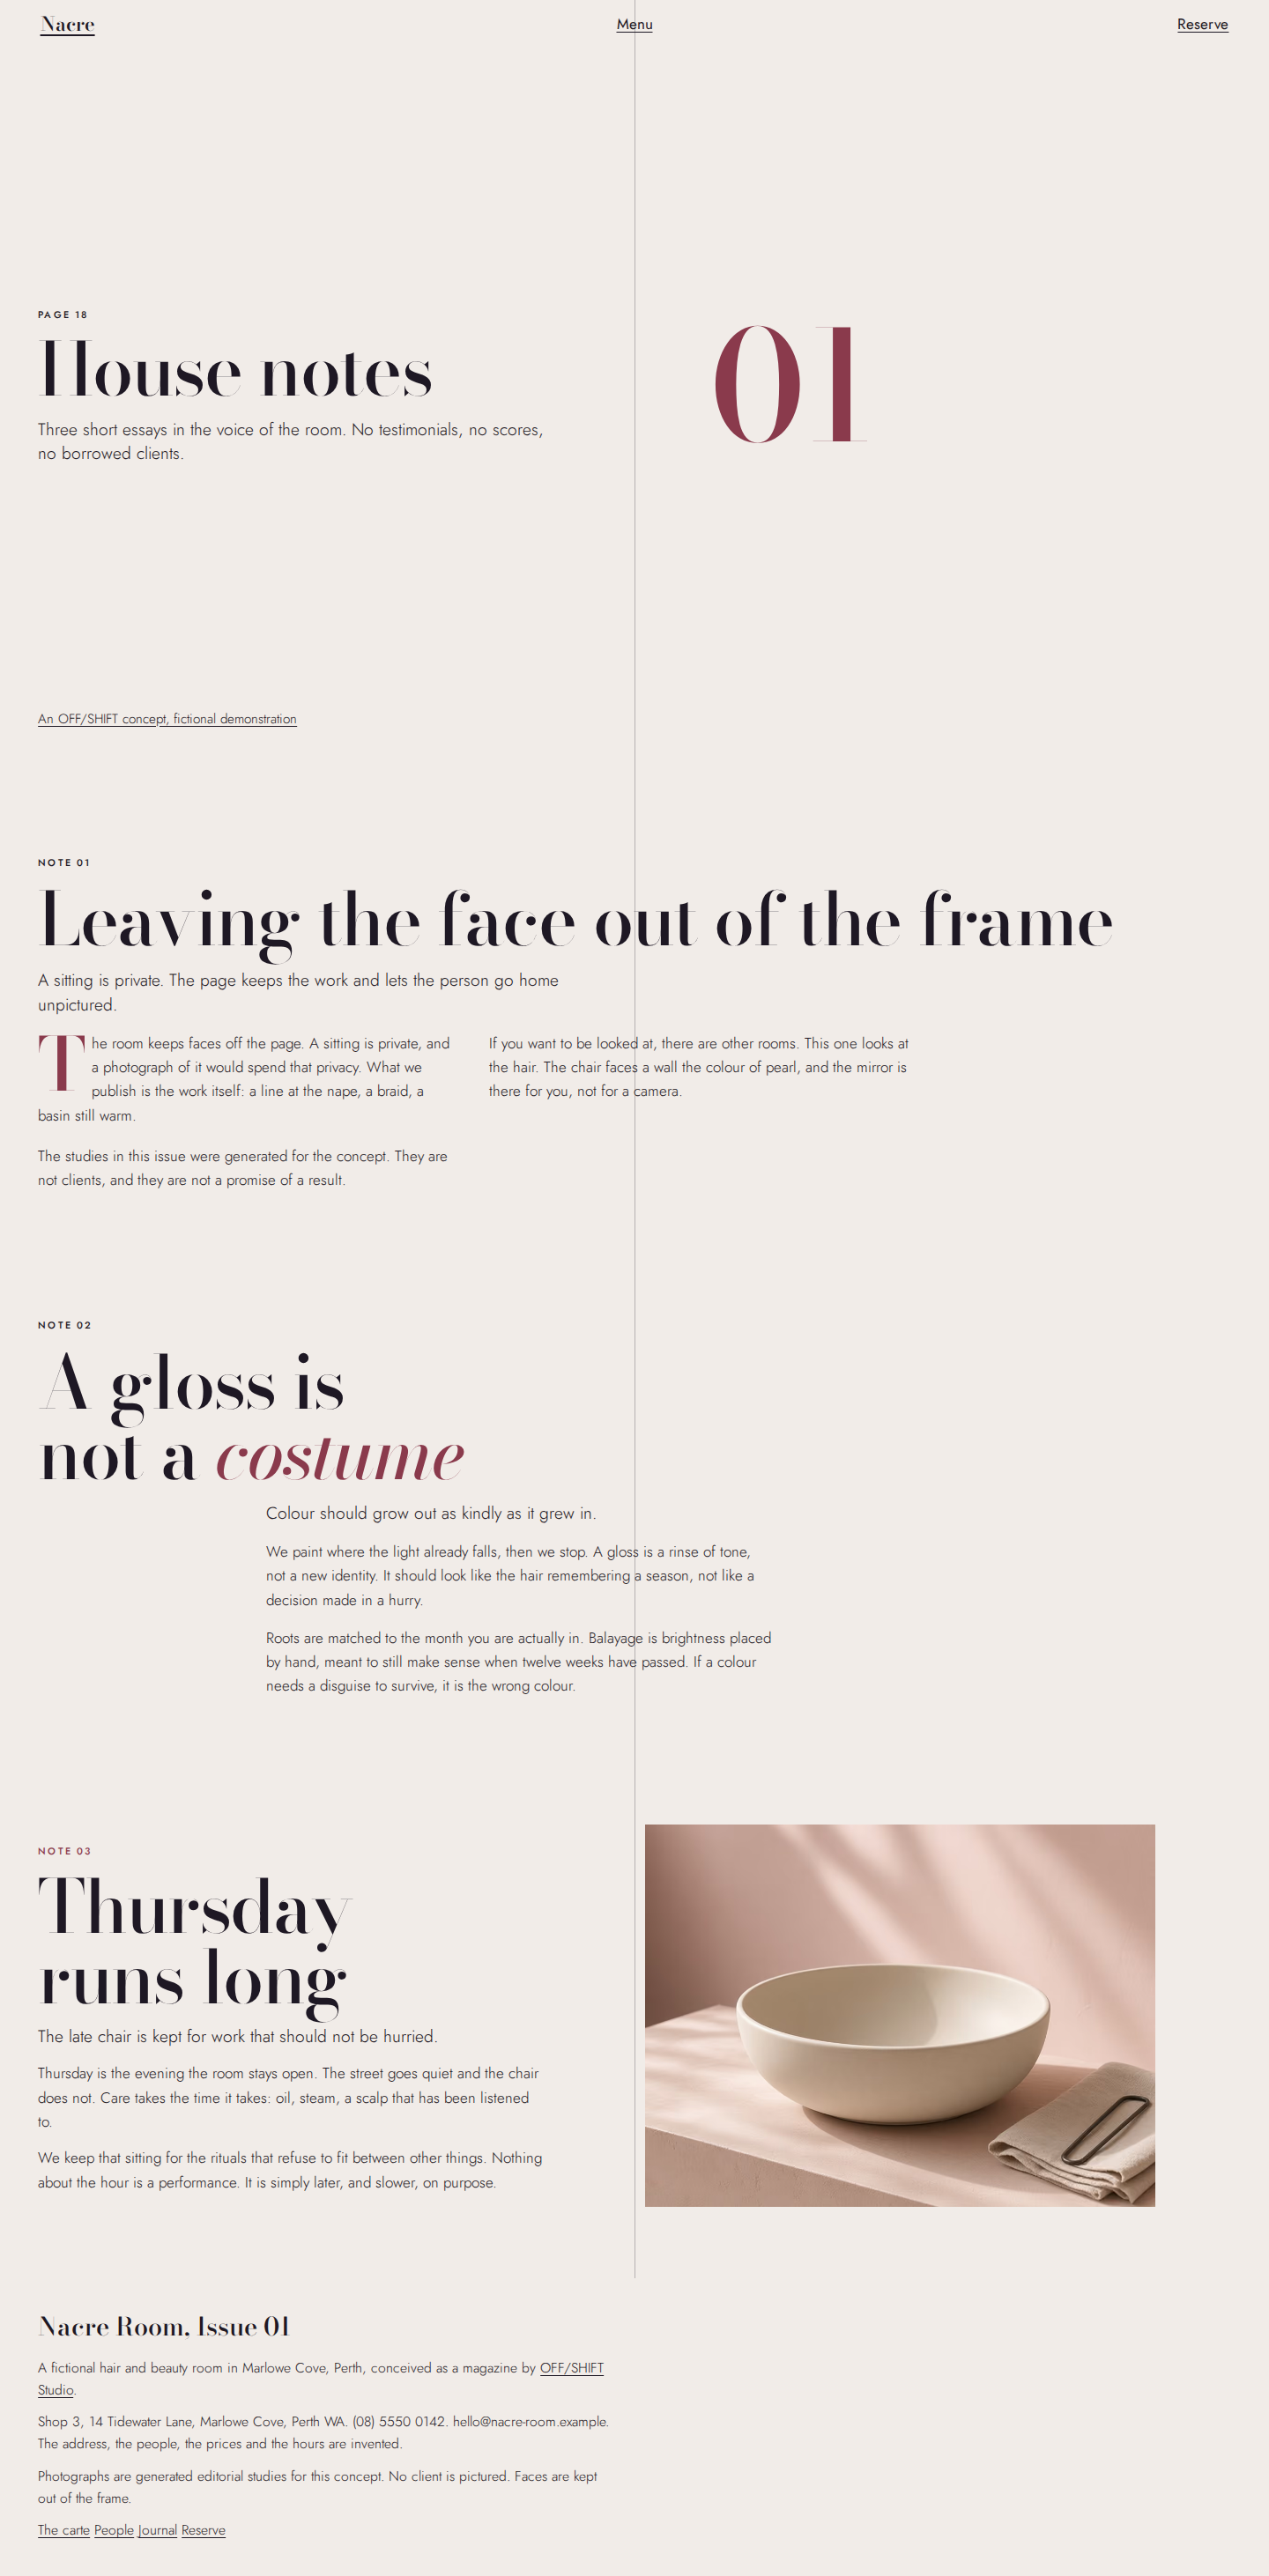 Nacre
Menu
Reserve
PAGE 18
House notes
Three short essays in the voice of the room. No testimonials, no scores,
no borrowed clients.
01
An OFF/SHIFT concept, fictional demonstration
NOTE 01
Leaving the face out of the frame
A sitting is private. The page keeps the work and lets the person go home
unpictured.
The room keeps faces off the page. A sitting is private, and
a photograph of it would spend that privacy. What we
publish is the work itself: a line at the nape, a braid, a
basin still warm.
The studies in this issue were generated for the concept. They are
not clients, and they are not a promise of a result.
If you want to be looked at, there are other rooms. This one looks at
the hair. The chair faces a wall the colour of pearl, and the mirror is
there for you, not for a camera.
NOTE 02
A gloss is
not a costume
Colour should grow out as kindly as it grew in.
We paint where the light already falls, then we stop. A gloss is a rinse of tone,
not a new identity. It should look like the hair remembering a season, not like a
decision made in a hurry.
Roots are matched to the month you are actually in. Balayage is brightness placed
by hand, meant to still make sense when twelve weeks have passed. If a colour
needs a disguise to survive, it is the wrong colour.
NOTE 03
Thursday
runs long
The late chair is kept for work that should not be hurried.
Thursday is the evening the room stays open. The street goes quiet and the chair
does not. Care takes the time it takes: oil, steam, a scalp that has been listened
to.
We keep that sitting for the rituals that refuse to fit between other things. Nothing
about the hour is a performance. It is simply later, and slower, on purpose.
Nacre Room, Issue 01
A fictional hair and beauty room in Marlowe Cove, Perth, conceived as a magazine by OFF/SHIFT
Studio.
Shop 3, 14 Tidewater Lane, Marlowe Cove, Perth WA. (08) 5550 0142. hello@nacre-room.example.
The address, the people, the prices and the hours are invented.
Photographs are generated editorial studies for this concept. No client is pictured. Faces are kept
out of the frame.
The carte People Journal Reserve